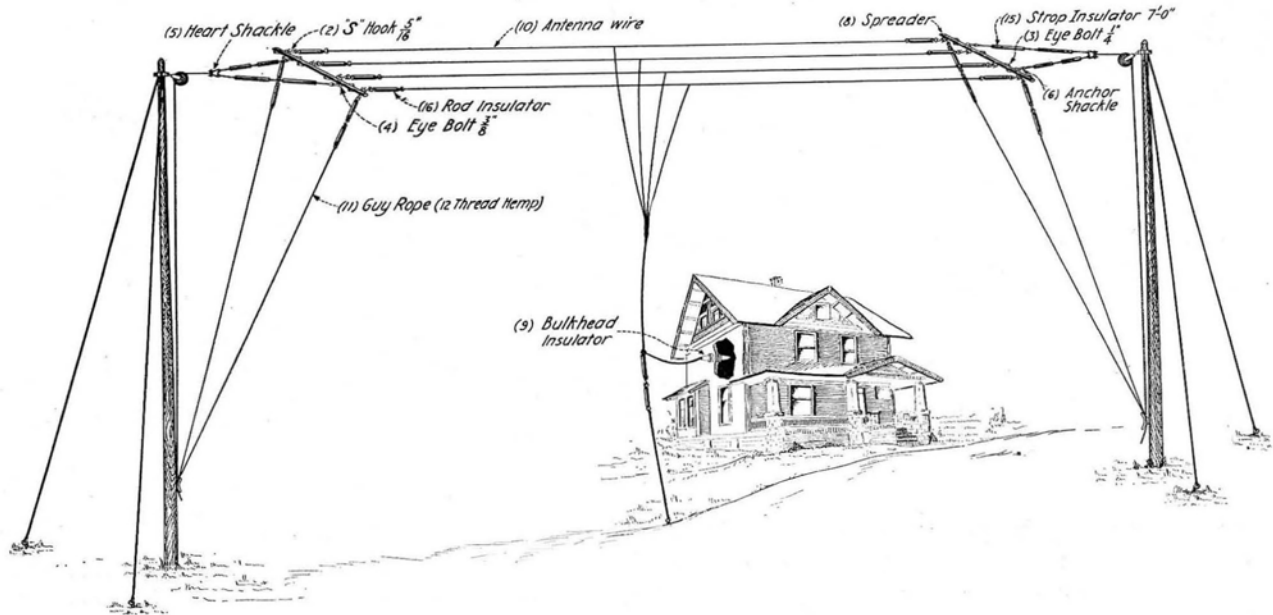 (5) Heart Shackle
(2) "S" Hook 5/16"
(10) Antenna wire
(8) Spreader
(15) Strop Insulator 7'-0"
(3) Eye Bolt 1/4"
(16) Rod Insulator
(4) Eye Bolt 3/8"
(6) Anchor
Shackle
(11) Guy Rope (12 Thread Hemp)
(9) Bulkhead
Insulator